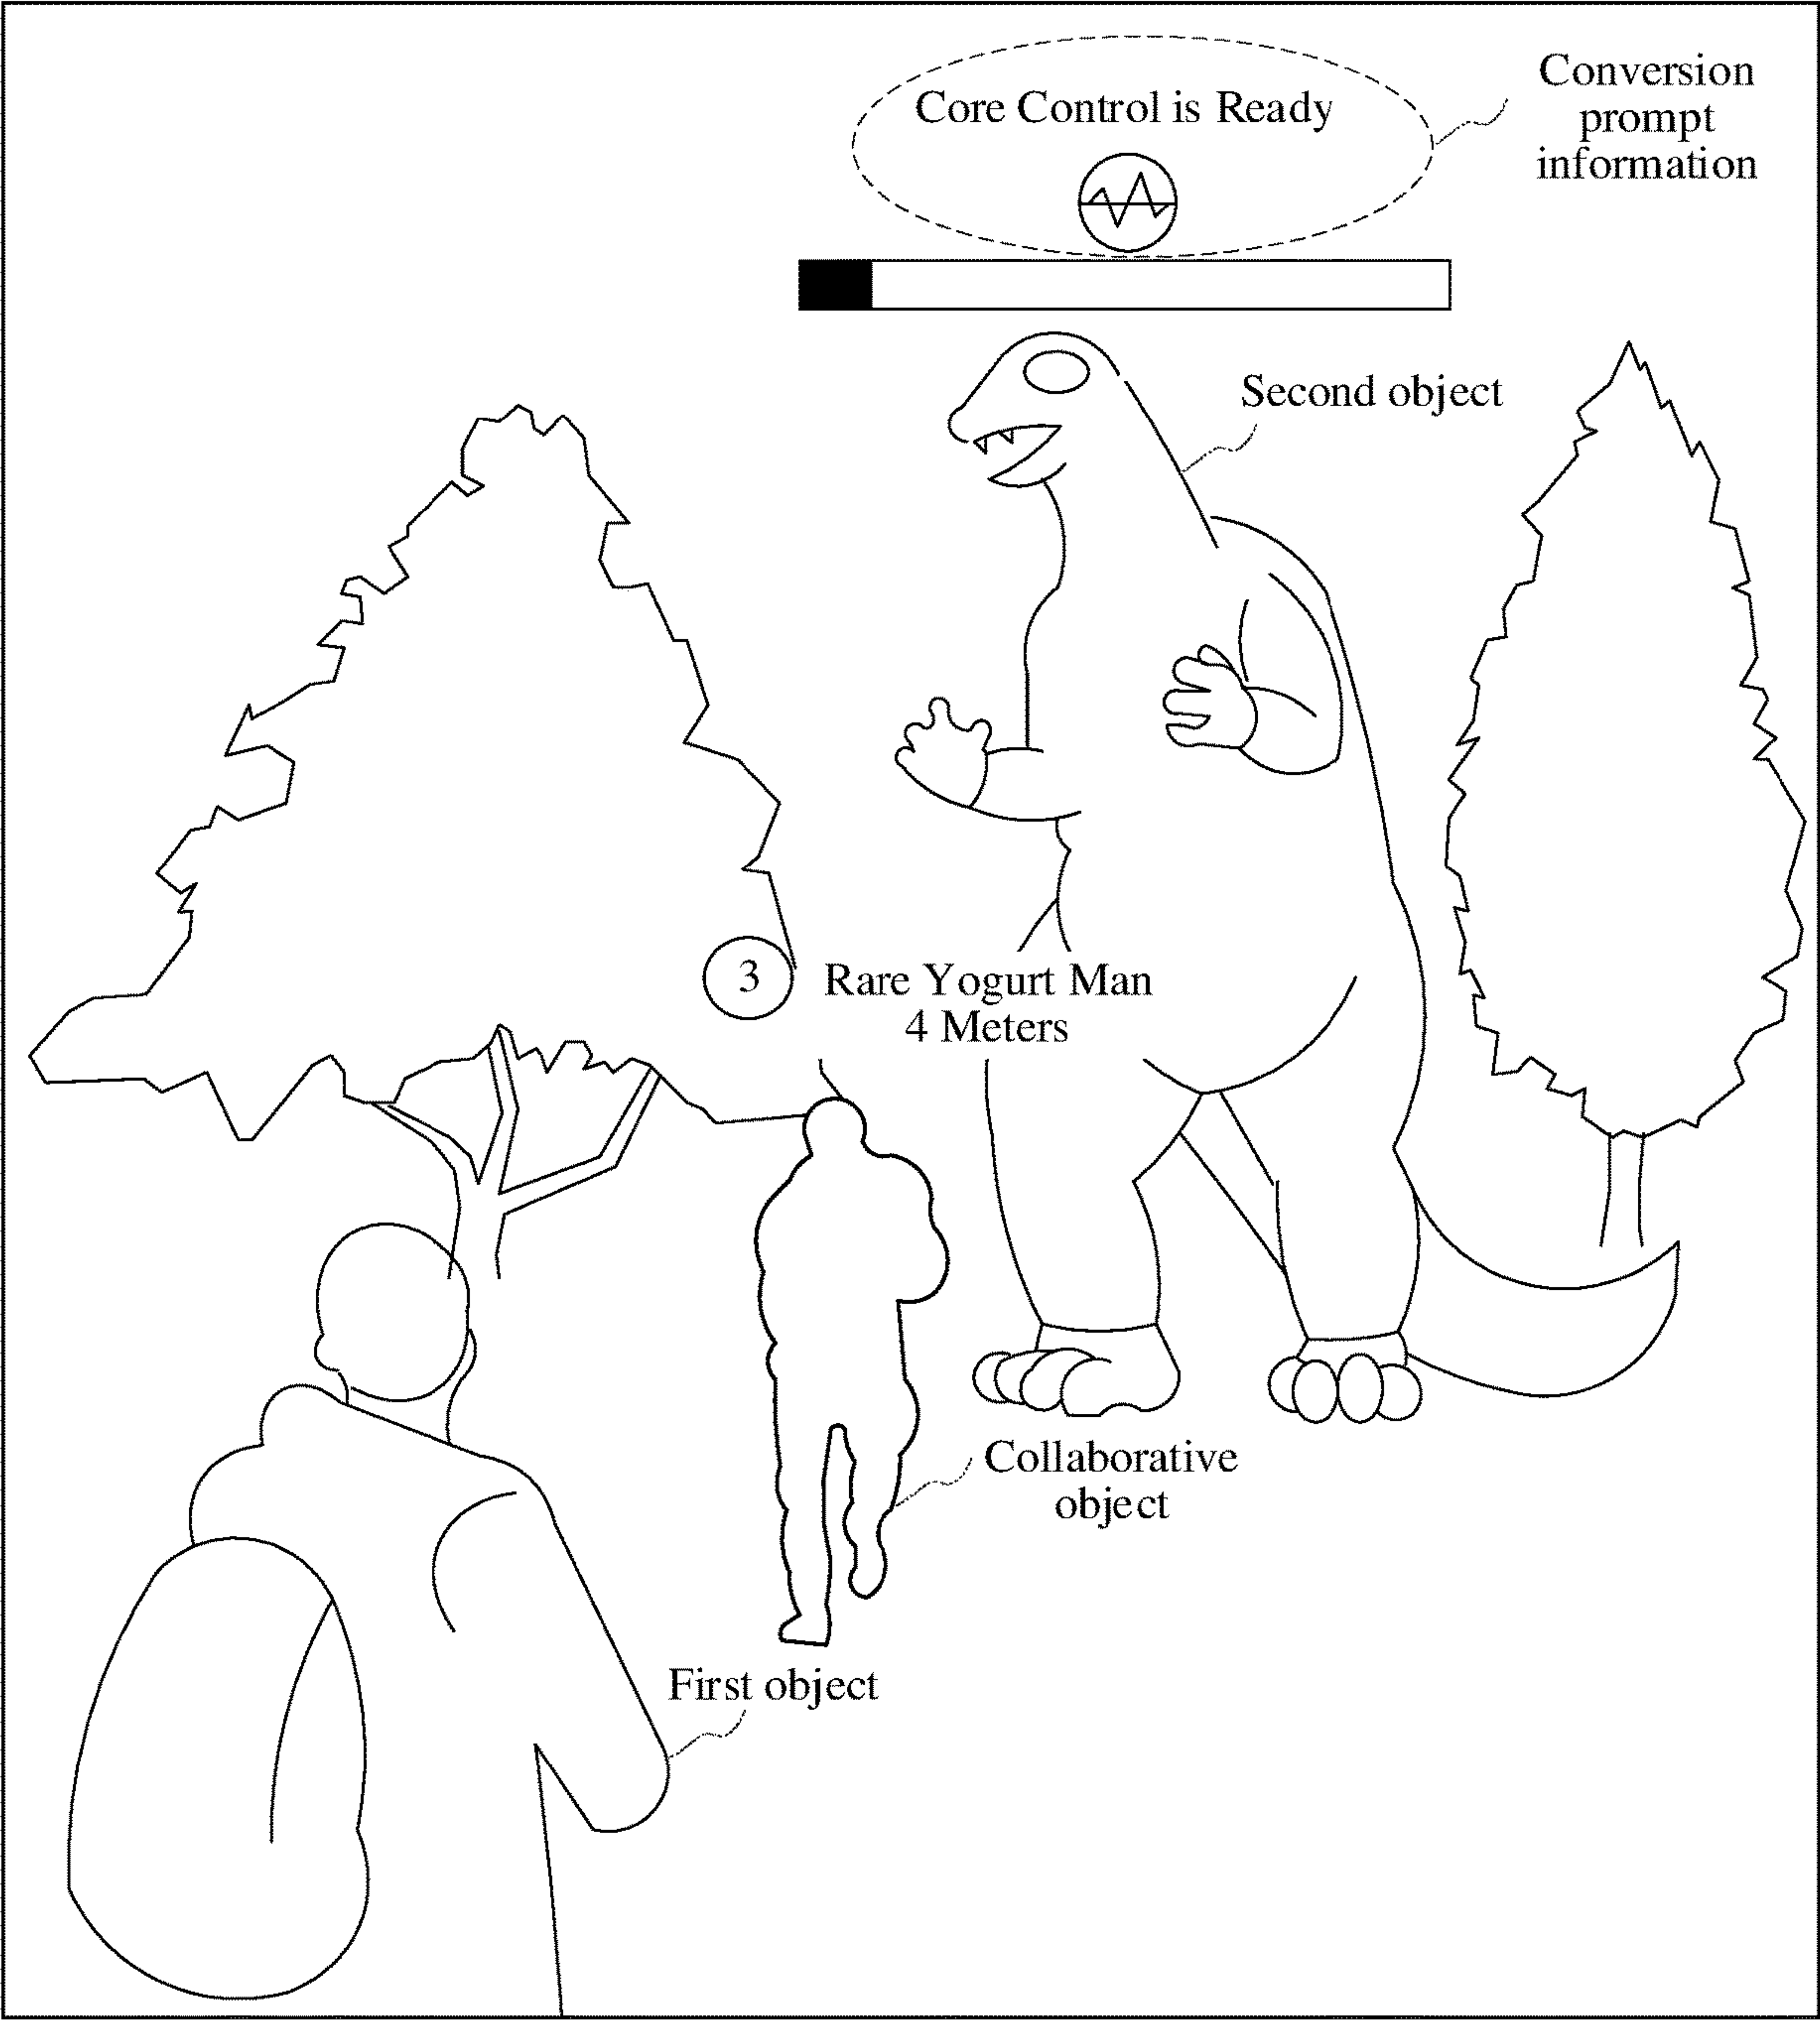 Core Control is Ready
Conversion
prompt
information
Second object
3
Rare Yogurt Man
4 Meters
Collaborative
object
First object